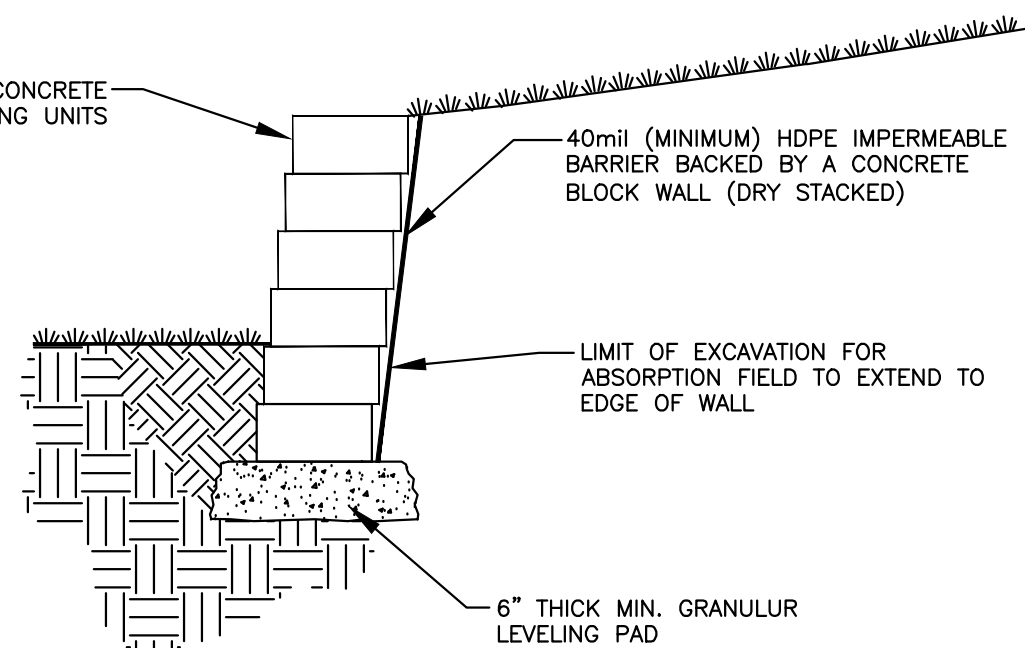 CONCRETE
UNITS
40mil (MINIMUM) HDPE IMPERMEABLE
BARRIER BACKED BY A CONCRETE
BLOCK WALL (DRY STACKED)
LIMIT OF EXCAVATION FOR
ABSORPTION FIELD TO EXTEND TO
EDGE OF WALL
6” THICK MIN. GRANULUR
LEVELING PAD